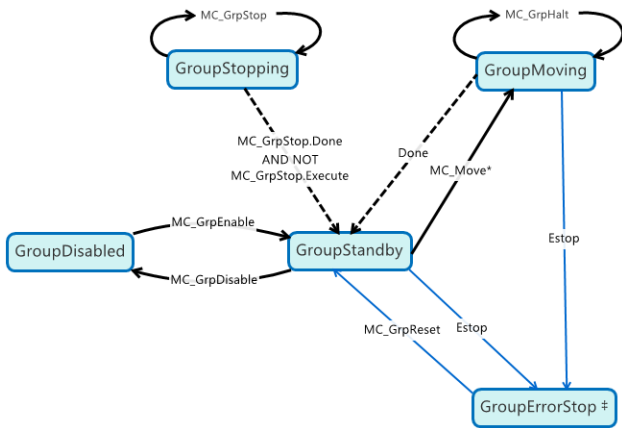 MC_GrpStop
MC_GrpHalt
GroupStopping
GroupMoving
MC_GrpStop.Done
AND NOT
MC_GrpStop.Execute
Done
MC_Move*
MC_GrpEnable
GroupDisabled
GroupStandby
Estop
MC_GrpDisable
MC_GrpReset
Estop
GroupErrorStop ‡